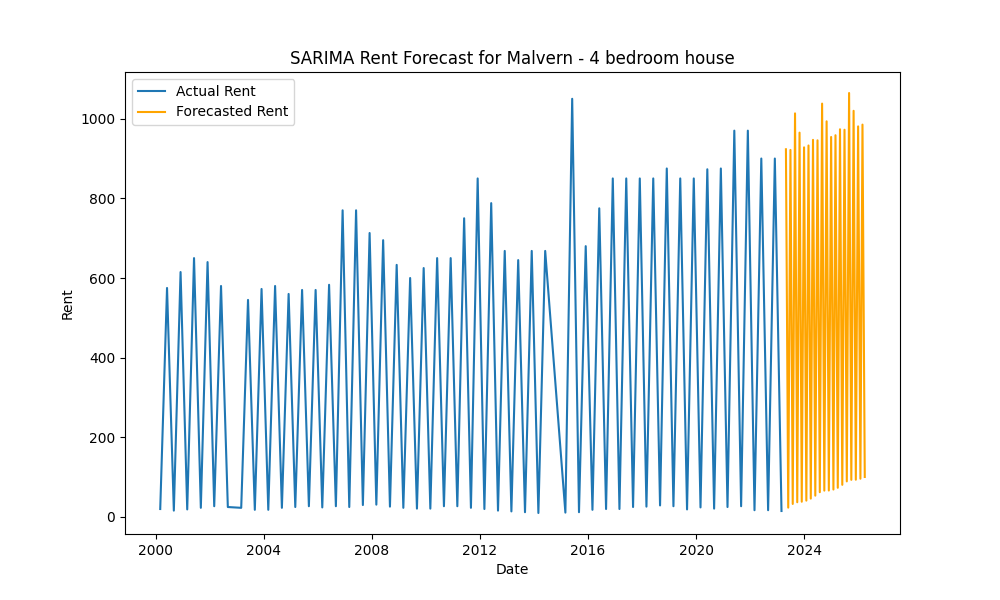 SARIMA Rent Forecast for Malvern - 4 bedroom house
Actual Rent
Forecasted Rent
1000
800
600
400
200
0
Rent
2000 2004 2008 2012 2016 2020 2024
Date